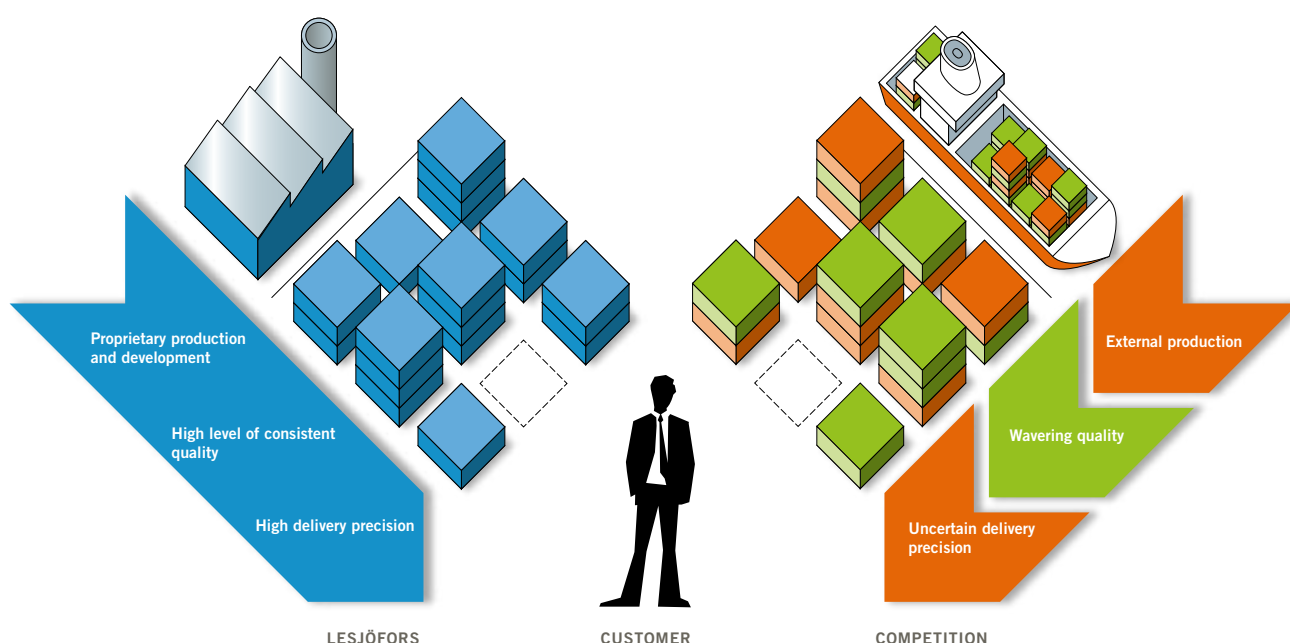 Proprietary production
and development
High level of consistent
quality
High delivery precision
External production
Wavering quality
Uncertain delivery
precision
LESJÖFORS
CUSTOMER
COMPETITION